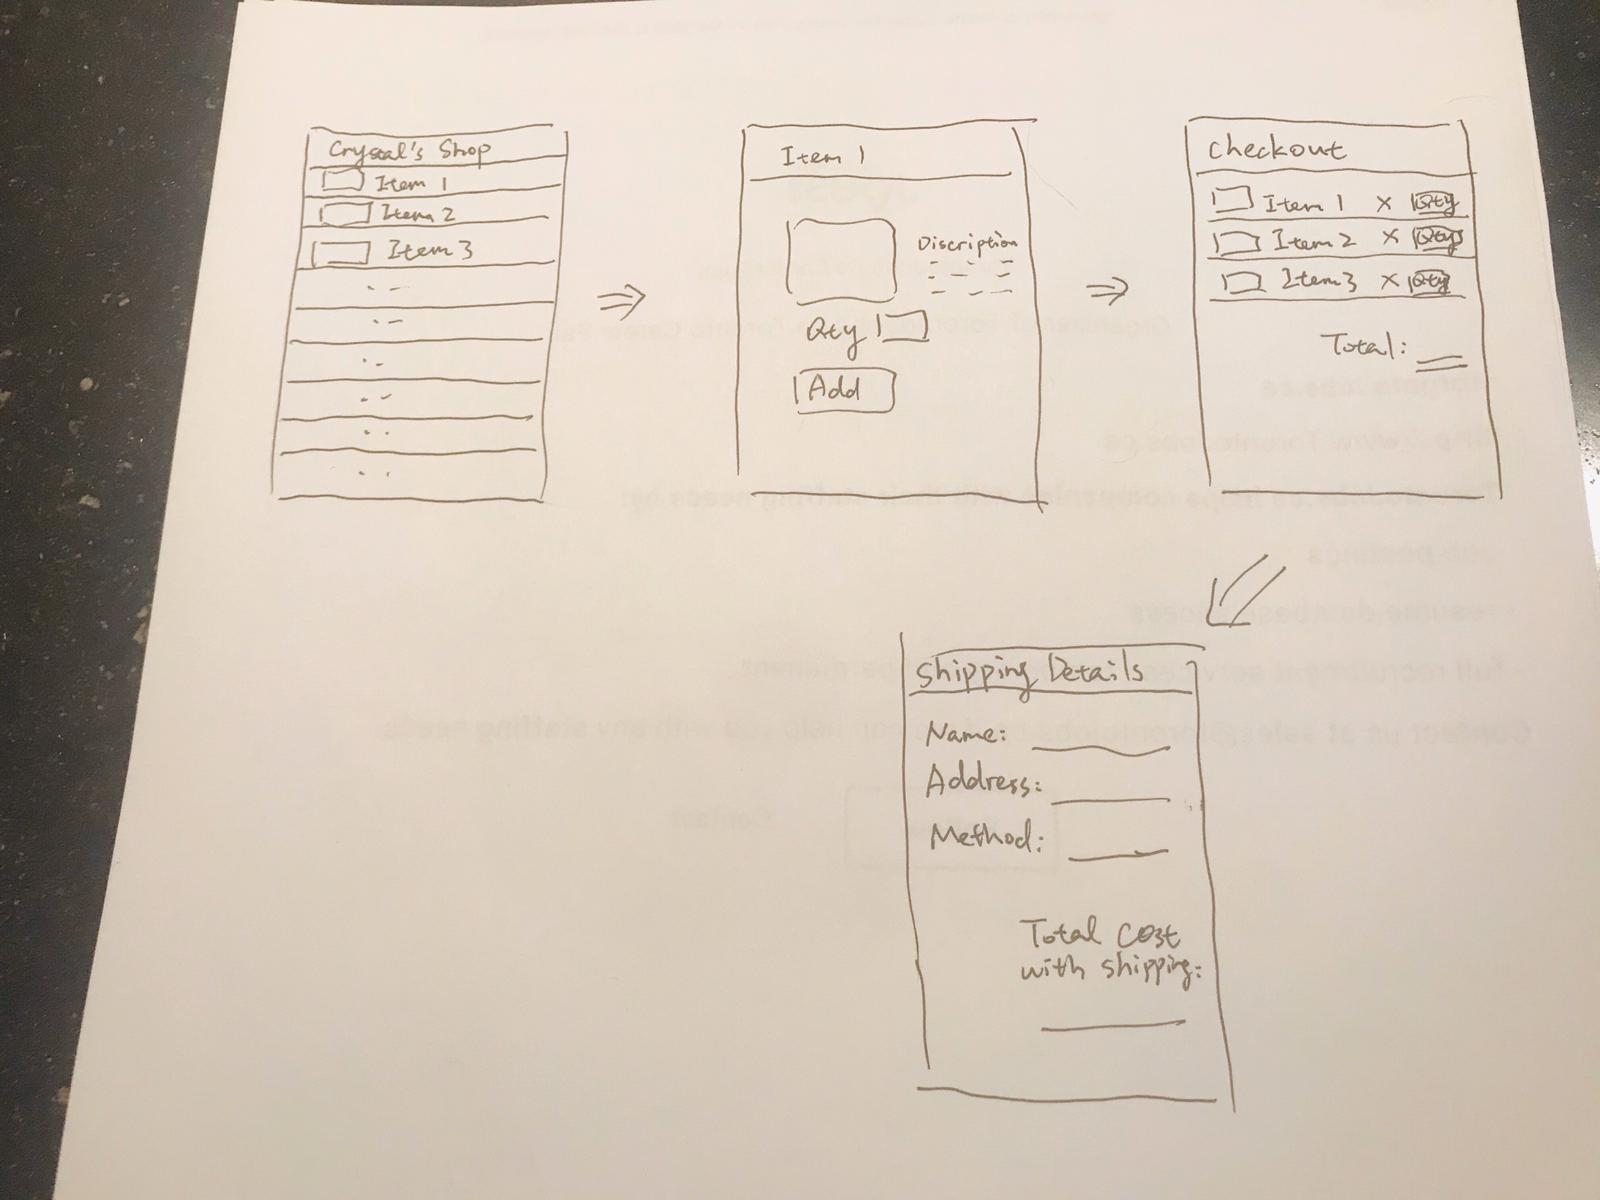 Crystal's Shop
Item 1
Item 2
Item 3
Item 1
Discription
Qty
Add
Checkout
Item 1 x Qty
Item 2 x Qty
Item 3 x Qty
Total:
Shipping Details
Name:
Address:
Method:
Total cost
with shipping: